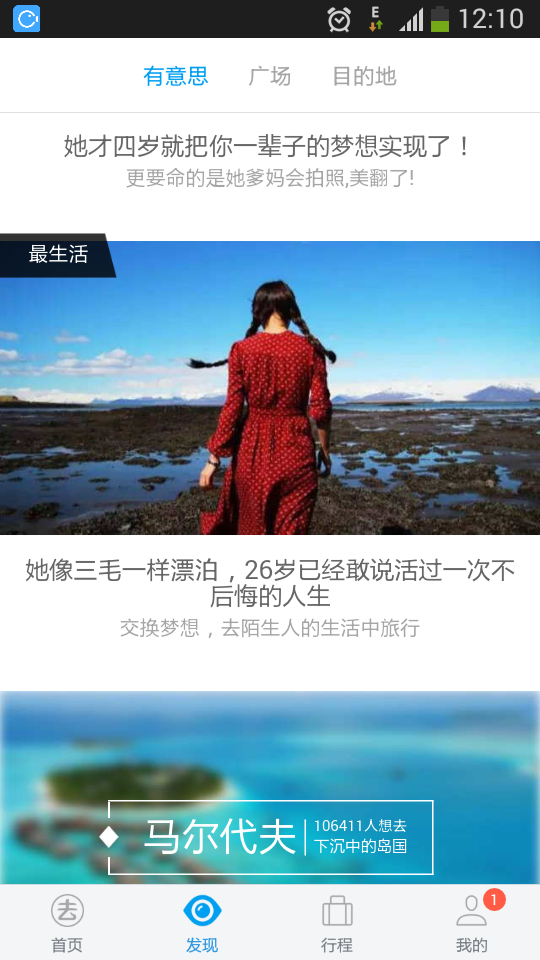 E
12:10
有意思
广场
目的地
她才四岁就把你一辈子的梦想实现了！
更要命的是她爹妈会拍照,美翻了!
最生活
她像三毛一样漂泊，26岁已经敢说活过一次不
后悔的人生
交换梦想，去陌生人的生活中旅行
马尔代夫
106411人想去
下沉中的岛国
去
首页
发现
行程
1
我的